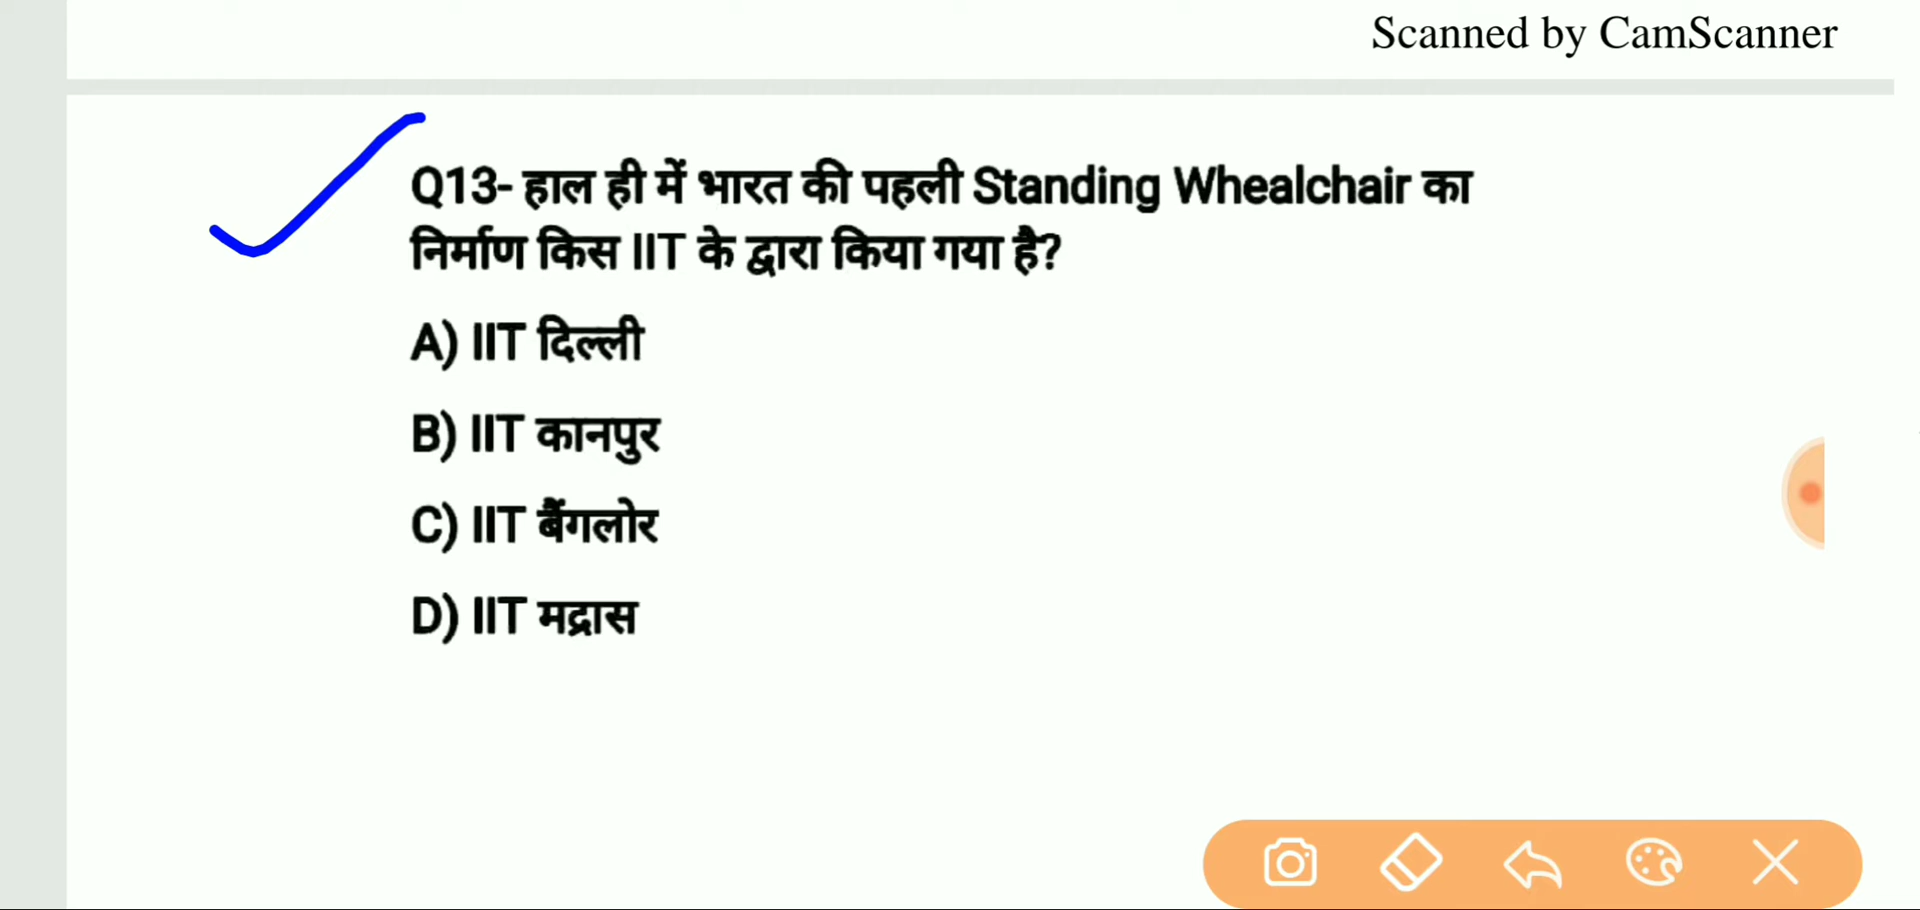 Scanned by CamScanner
Q13- हाल ही में भारत की पहली Standing Whealchair का
निर्माण किस IIT के द्वारा किया गया है?
A) IIT दिल्ली
B) IIT कानपुर
C) IIT बैंगलोर
D) IIT मद्रास